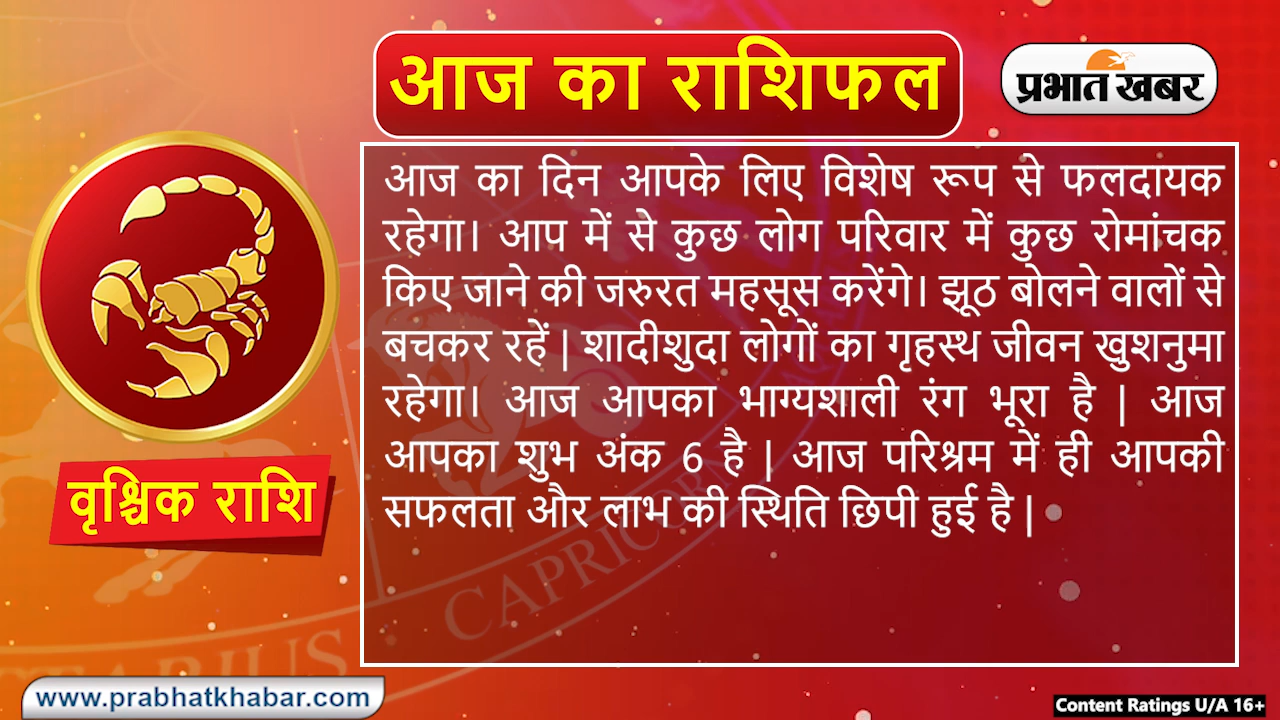 आज का राशिफल
प्रभात खबर
आज का दिन आपके लिए विशेष रूप से फलदायक
रहेगा। आप में से कुछ लोग परिवार में कुछ रोमांचक
किए जाने की जरुरत महसूस करेंगे। झूठ बोलने वालों से
बचकर रहें | शादीशुदा लोगों का गृहस्थ जीवन खुशनुमा
रहेगा। आज आपका भाग्यशाली रंग भूरा है | आज
आपका शुभ अंक 6 है | आज परिश्रम में ही आपकी
सफलता और लाभ की स्थिति छिपी हुई है |
वृश्चिक राशि
CAPRICOR
TARIUS
www.prabhatkhabar.com
Content Ratings U/A 16+